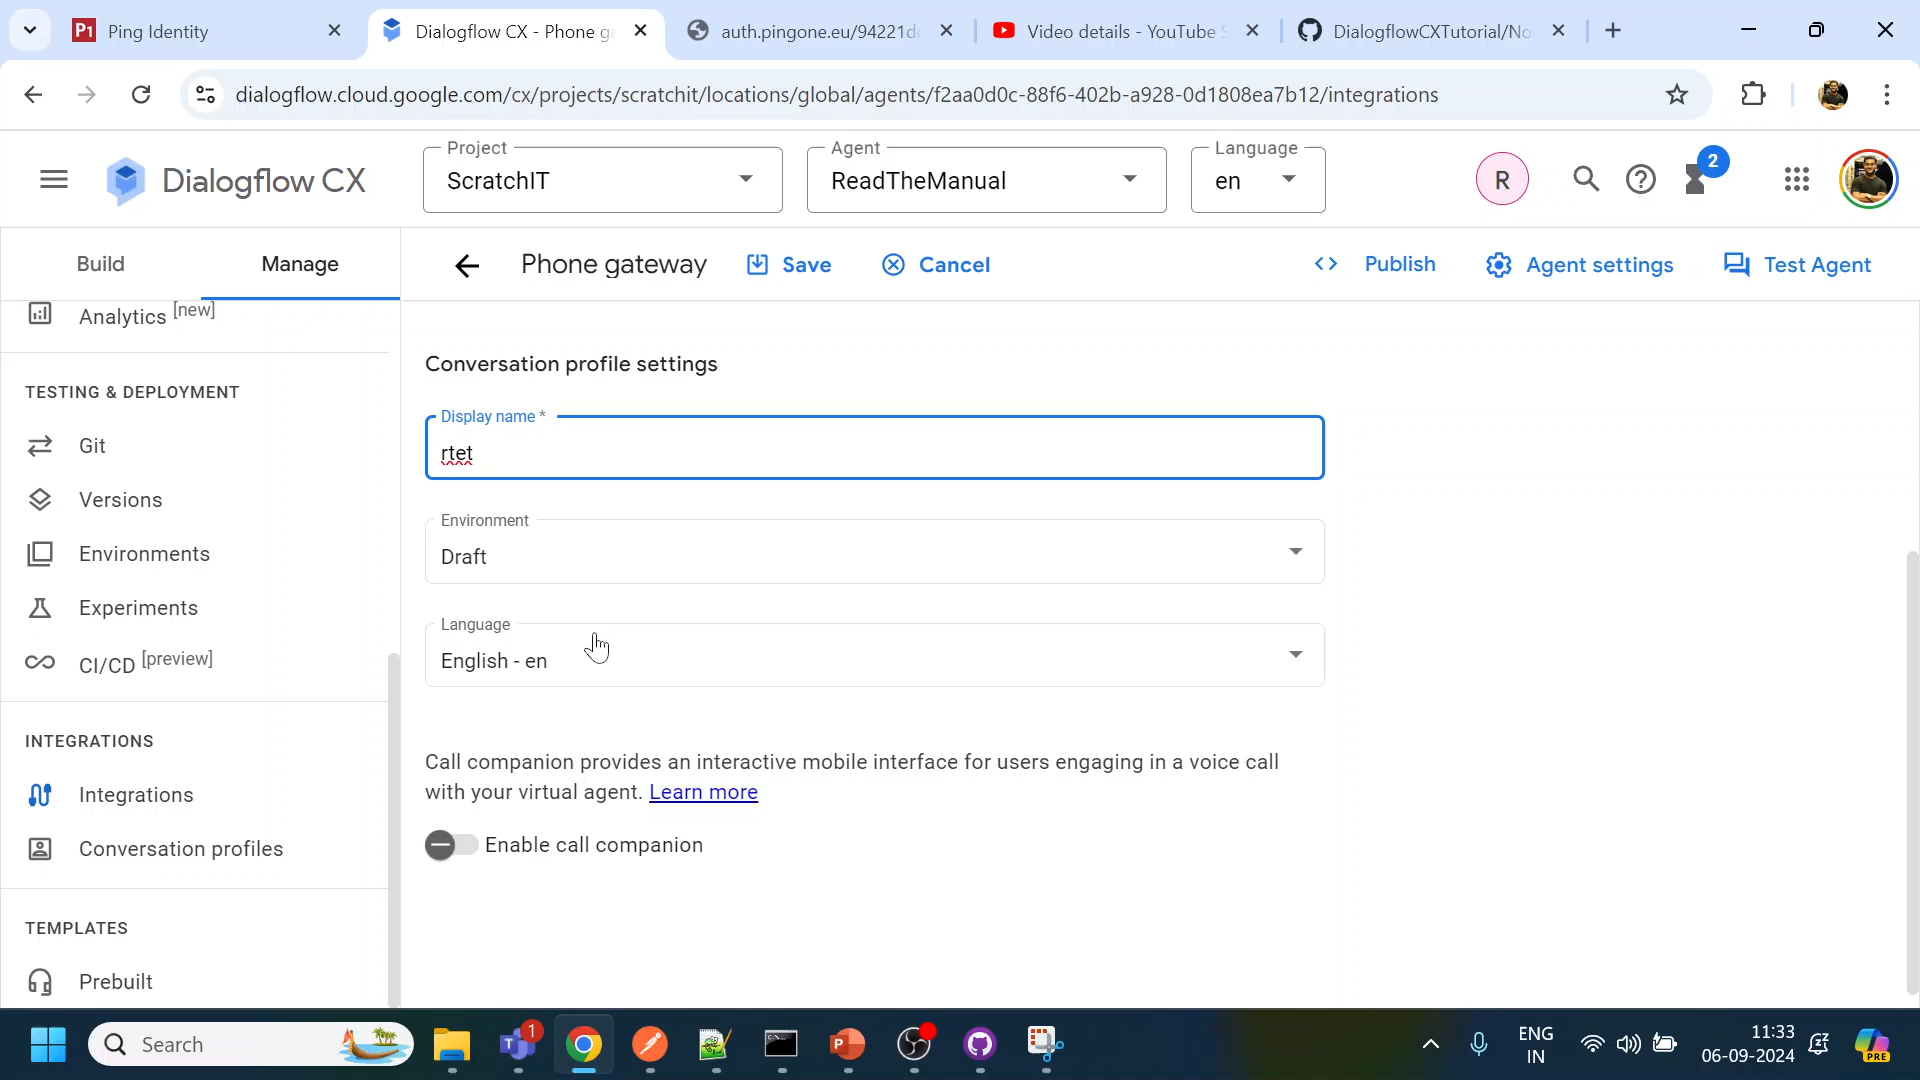 Ping Identity
Dialogflow CX - Phone ga
auth.pingone.eu/94221d
Video details - YouTube S
DialogflowCXTutorial/No
dialogflow.cloud.google.com/cx/projects/scratchit/locations/global/agents/f2aa0d0c-88f6-402b-a928-0d1808ea7b12/integrations
Dialogflow CX
Project
ScratchIT
Agent
ReadTheManual
Language
en
R
2
Build
Manage
Phone gateway
Save
Cancel
Publish
Agent settings
Test Agent
Analytics [new]
TESTING & DEPLOYMENT
Git
Versions
Environments
Experiments
CI/CD [preview]
INTEGRATIONS
Integrations
Conversation profiles
TEMPLATES
Prebuilt
Conversation profile settings
Display name *
rtet
Environment
Draft
Language
English - en
Call companion provides an interactive mobile interface for users engaging in a voice call
with your virtual agent. Learn more
Enable call companion
Search
1
ENG
IN
11:33
06-09-2024
PRE